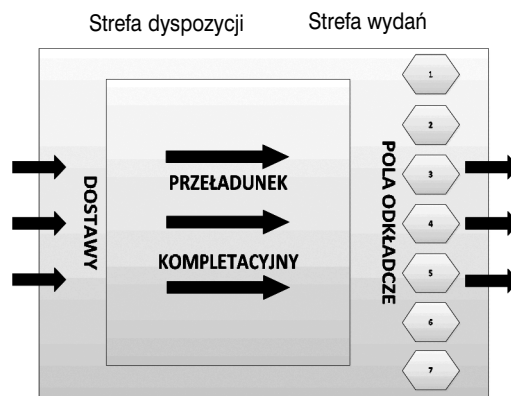 Strefa dyspozycji
Strefa wydań
DOSTAWY
PRZEŁADUNEK
KOMPLETACYJNY
POLA ODKŁADCZE
1
2
3
4
5
6
7